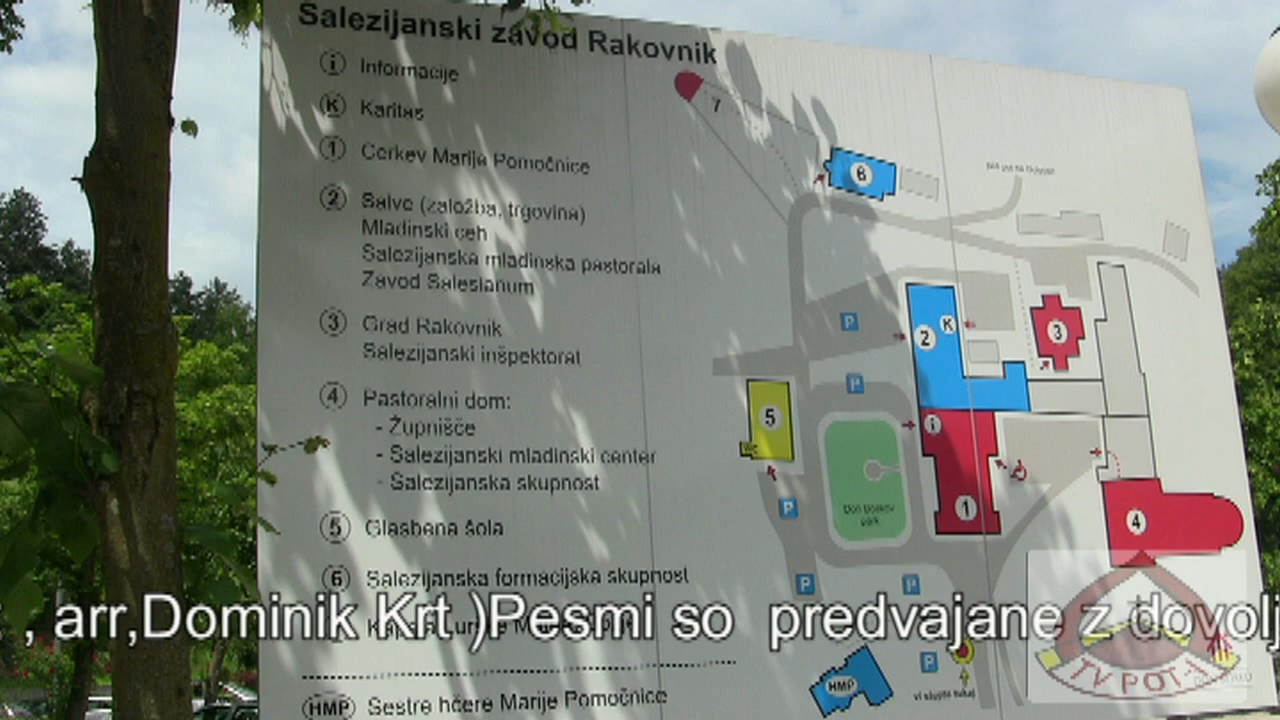 Salezijanski zavod Rakovnik
i Informacije
K Karitas
1 Cerkev Marije Pomočnice
2 Salve (založba, trgovina)
Mladinski ceh
Salezijanska mladinska pastorala
Zavod Salesianum
3 Grad Rakovnik
Salezijanski inšpektorat
4 Pastoralni dom:
- Župnišče
- Salezijanski mladinski center
- Salezijanska skupnost
5 Glasbena šola
6 Salezijanska formacijska skupnost
HMP Sestre hčere Marije Pomočnice
7
6
P
2
K
3
P
5
WC
i
Don Boskov
park
1
4
P
P
P
P
HMP
vi stojite tukaj
, arr,Dominik Krt )Pesmi so predvajane z dovolj
TV POT-1